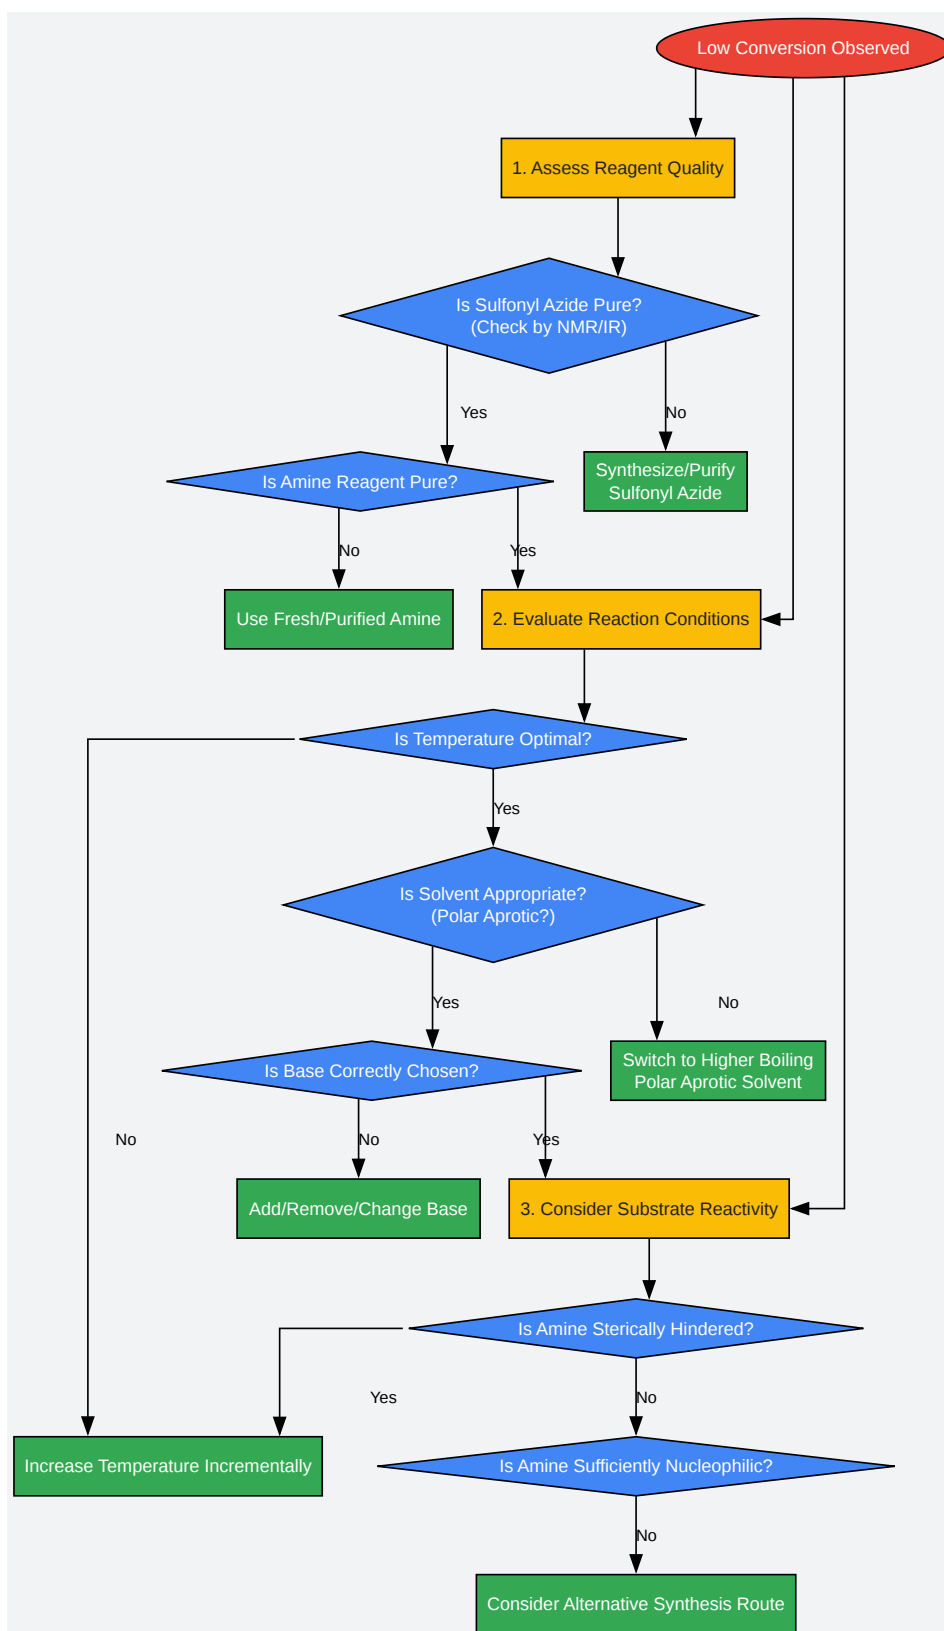 Low Conversion Observed
1. Assess Reagent Quality
Is Sulfonyl Azide Pure?
(Check by NMR/IR)
Yes
No
Is Amine Reagent Pure?
Synthesize/Purify
Sulfonyl Azide
No
Yes
Use Fresh/Purified Amine
2. Evaluate Reaction Conditions
Is Temperature Optimal?
Yes
Is Solvent Appropriate?
(Polar Aprotic?)
Yes
No
Is Base Correctly Chosen?
Switch to Higher Boiling
Polar Aprotic Solvent
No
No
Yes
Add/Remove/Change Base
3. Consider Substrate Reactivity
Is Amine Sterically Hindered?
Yes
No
Increase Temperature Incrementally
Is Amine Sufficiently Nucleophilic?
No
Consider Alternative Synthesis Route